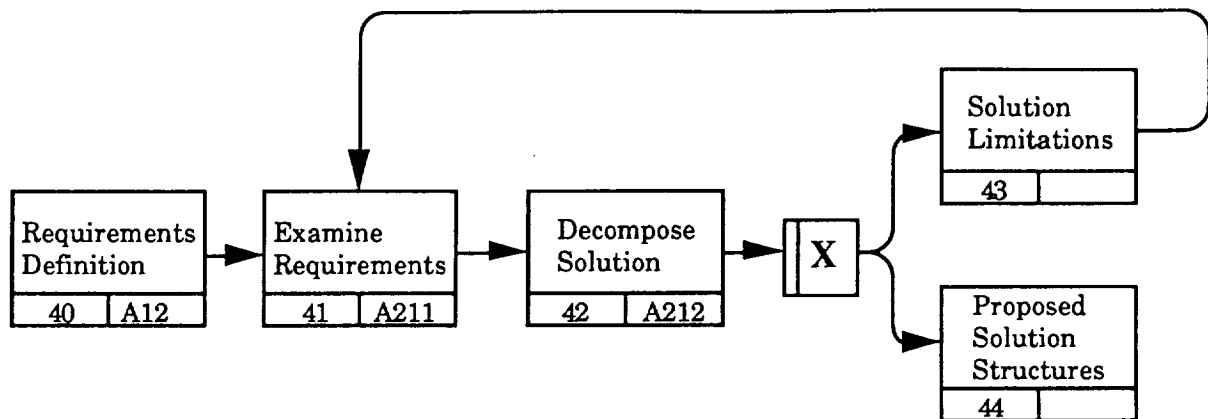 Requirements
Definition
40 A12
Examine
Requirements
41 A211
Decompose
Solution
42 A212
X
Solution
Limitations
43
Proposed
Solution
Structures
44